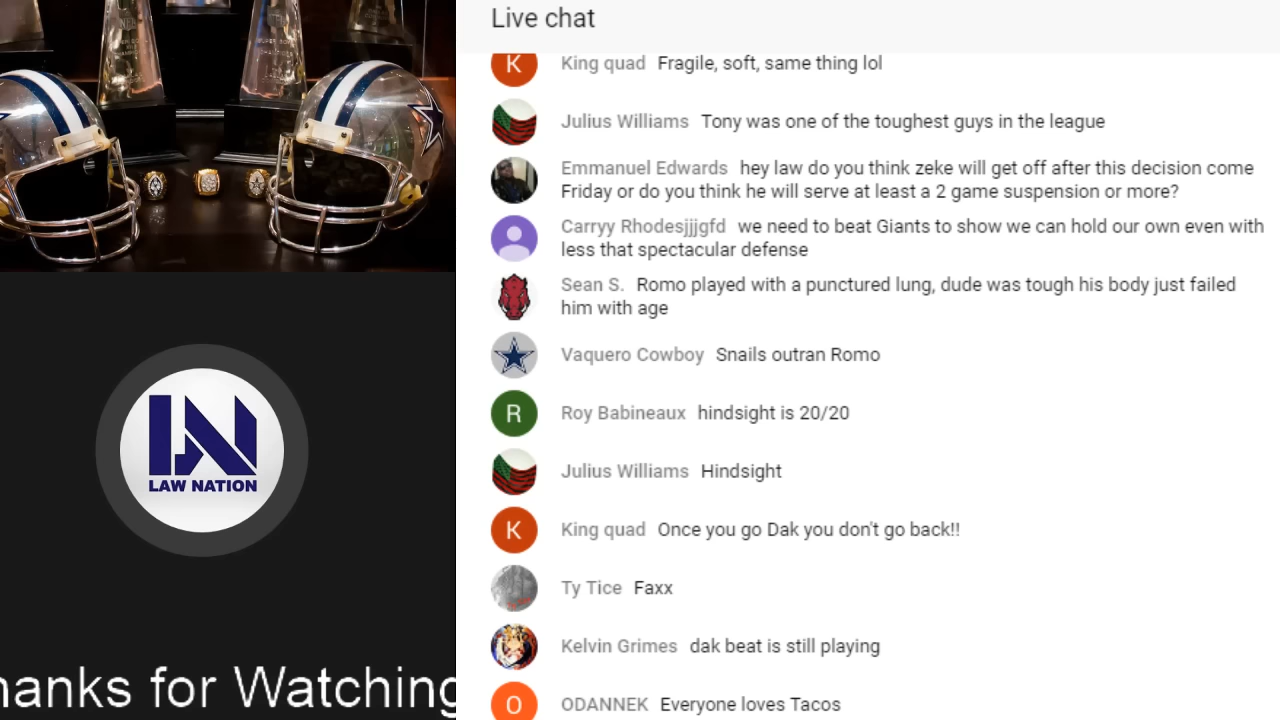 Live chat
K
King quad Fragile, soft, same thing lol
Julius Williams Tony was one of the toughest guys in the league
Emmanuel Edwards hey law do you think zeke will get off after this decision come
Friday or do you think he will serve at least a 2 game suspension or more?
Carryy Rhodesjjjgfd we need to beat Giants to show we can hold our own even with
less that spectacular defense
Sean S. Romo played with a punctured lung, dude was tough his body just failed
him with age
Vaquero Cowboy Snails outran Romo
R
Roy Babineaux hindsight is 20/20
Julius Williams Hindsight
K
King quad Once you go Dak you don't go back!!
Ty Tice Faxx
Kelvin Grimes dak beat is still playing
O
ODANNEK Everyone loves Tacos
LN
LAW NATION
hanks for Watching